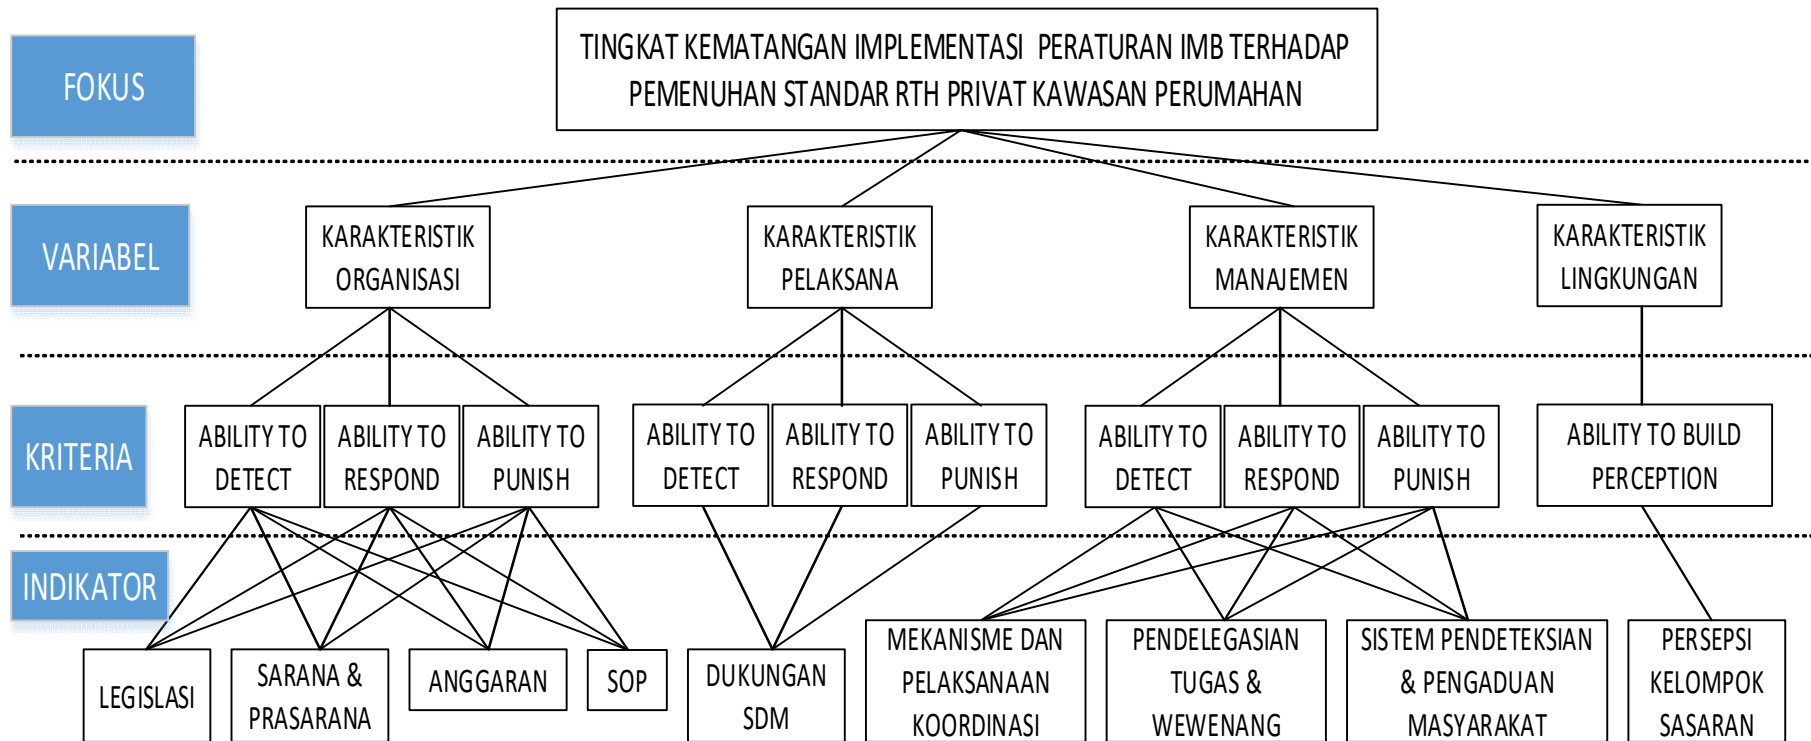 FOKUS
TINGKAT KEMATANGAN IMPLEMENTASI PERATURAN IMB TERHADAP
PEMENUHAN STANDAR RTH PRIVAT KAWASAN PERUMAHAN
VARIABEL
KARAKTERISTIK
ORGANISASI
KARAKTERISTIK
PELAKSANA
KARAKTERISTIK
MANAJEMEN
KARAKTERISTIK
LINGKUNGAN
KRITERIA
ABILITY TO
DETECT
ABILITY TO
RESPOND
ABILITY TO
PUNISH
ABILITY TO
DETECT
ABILITY TO
RESPOND
ABILITY TO
PUNISH
ABILITY TO
DETECT
ABILITY TO
RESPOND
ABILITY TO
PUNISH
ABILITY TO BUILD
PERCEPTION
INDIKATOR
LEGISLASI
SARANA &
PRASARANA
ANGGARAN
SOP
DUKUNGAN
SDM
MEKANISME DAN
PELAKSANAAN
KOORDINASI
PENDELEGASIAN
TUGAS &
WEWENANG
SISTEM PENDETEKSIAN
& PENGADUAN
MASYARAKAT
PERSEPSI
KELOMPOK
SASARAN